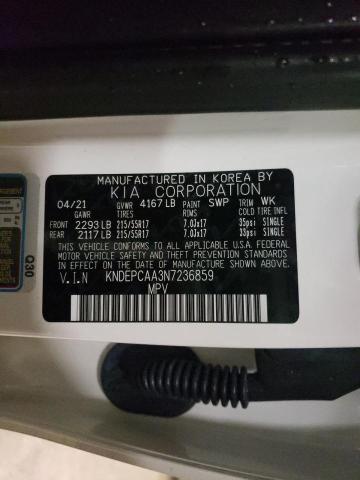 MANUFACTURED IN KOREA BY
KIA CORPORATION
04/21 GVWR 4167 LB PAINT SWP TRIM WK
GAWR TIRES RIMS COLD TIRE INFL
FRONT 2293 LB 215/55R17 7.0Jx17 35psi SINGLE
REAR 2117 LB 215/55R17 7.0Jx17 33psi SINGLE
THIS VEHICLE CONFORMS TO ALL APPLICABLE U.S.A. FEDERAL
MOTOR VEHICLE SAFETY AND THEFT PREVENTION STANDARDS
IN EFFECT ON THE DATE OF MANUFACTURE SHOWN ABOVE.
V.I.N KNDEPCAA3N7236859
MPV
Q30